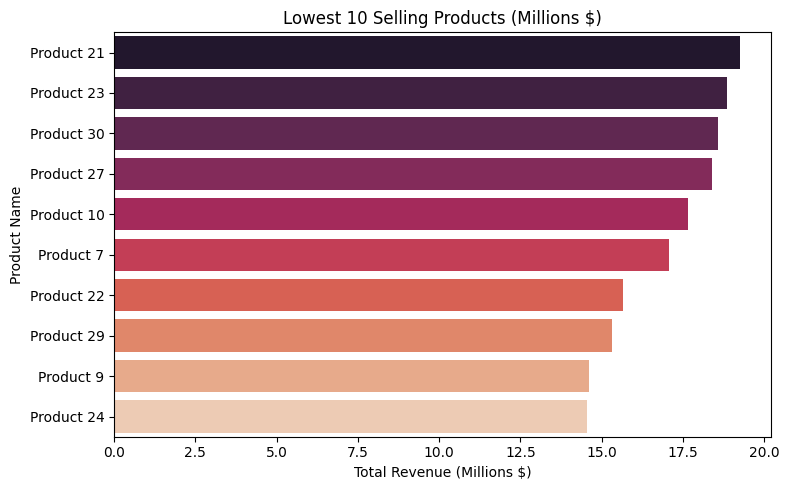 Lowest 10 Selling Products (Millions $)
Product Name
Product 21
Product 23
Product 30
Product 27
Product 10
Product 7
Product 22
Product 29
Product 9
Product 24
0.0 2.5 5.0 7.5 10.0 12.5 15.0 17.5 20.0
Total Revenue (Millions $)